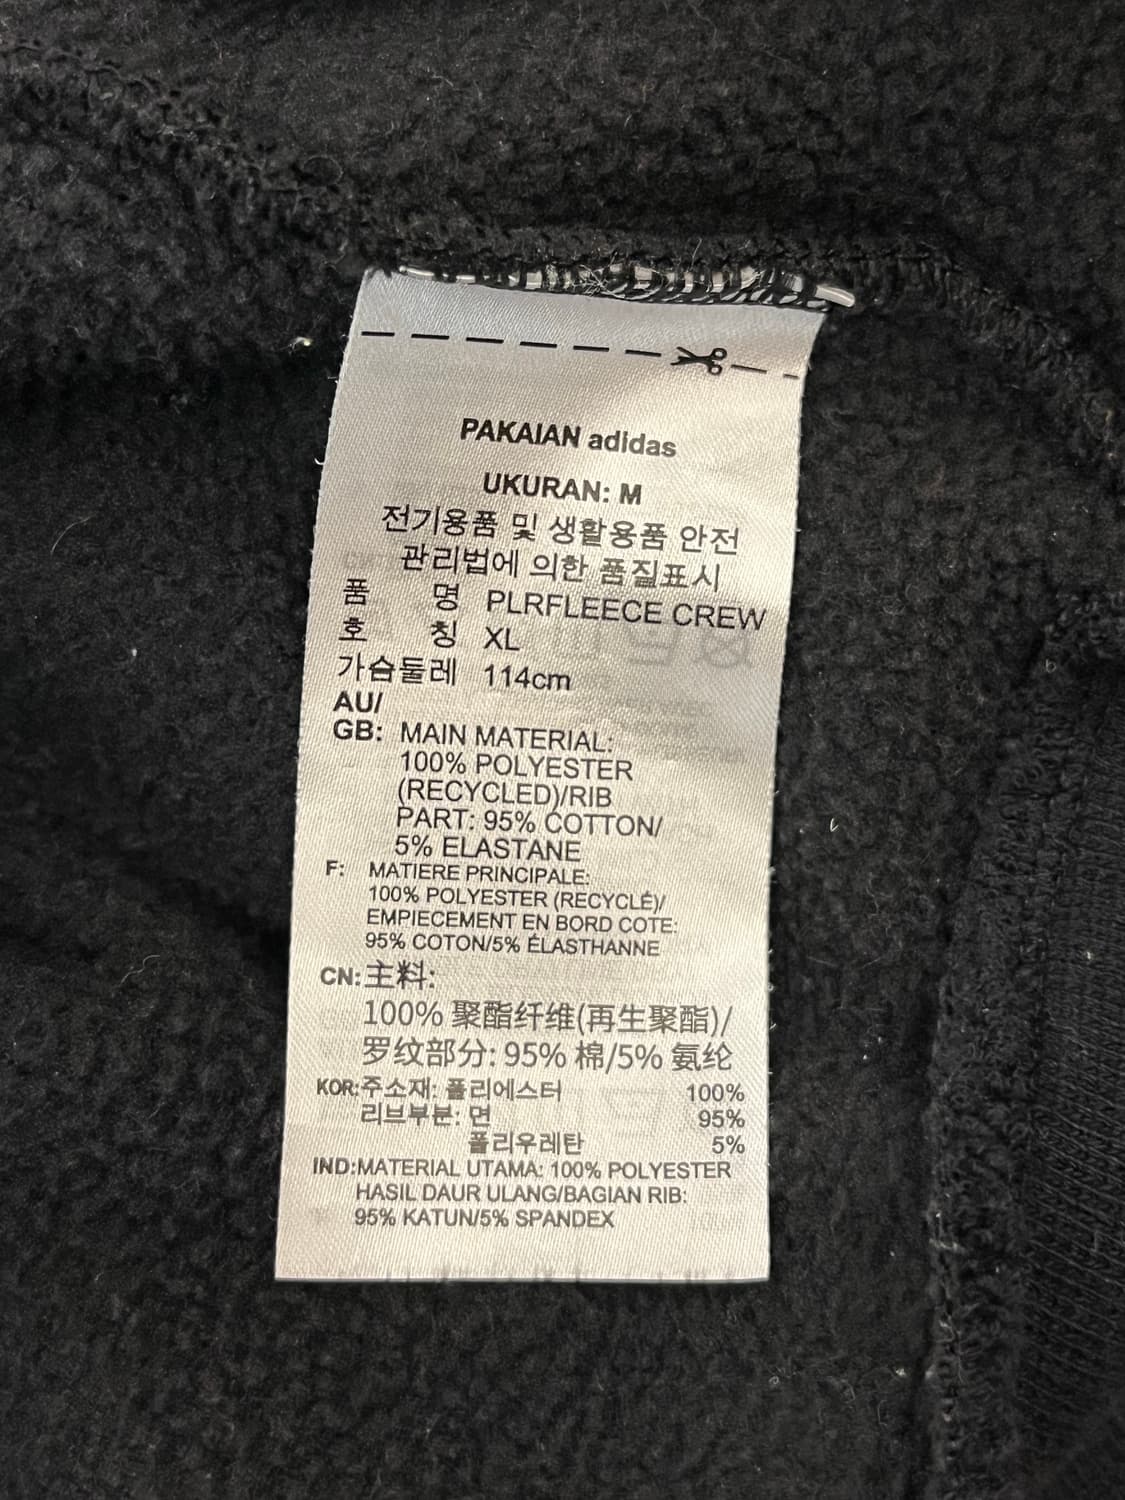 PAKAIAN adidas
UKURAN: M
전기용품 및 생활용품 안전
관리법에 의한 품질표시
품 명 PLRFLEECE CREW
호 칭 XL
가슴둘레 114cm
AU/
GB: MAIN MATERIAL:
100% POLYESTER
(RECYCLED)/RIB
PART: 95% COTTON/
5% ELASTANE
F: MATIERE PRINCIPALE:
100% POLYESTER (RECYCLÉ)/
EMPIECEMENT EN BORD COTE:
95% COTON/5% ÉLASTHANNE
CN: 主料:
100% 聚酯纤维(再生聚酯)/
罗纹部分: 95% 棉/5% 氨纶
KOR: 주소재: 폴리에스터 100%
리브부분: 면 95%
폴리우레탄 5%
IND: MATERIAL UTAMA: 100% POLYESTER
HASIL DAUR ULANG/BAGIAN RIB:
95% KATUN/5% SPANDEX